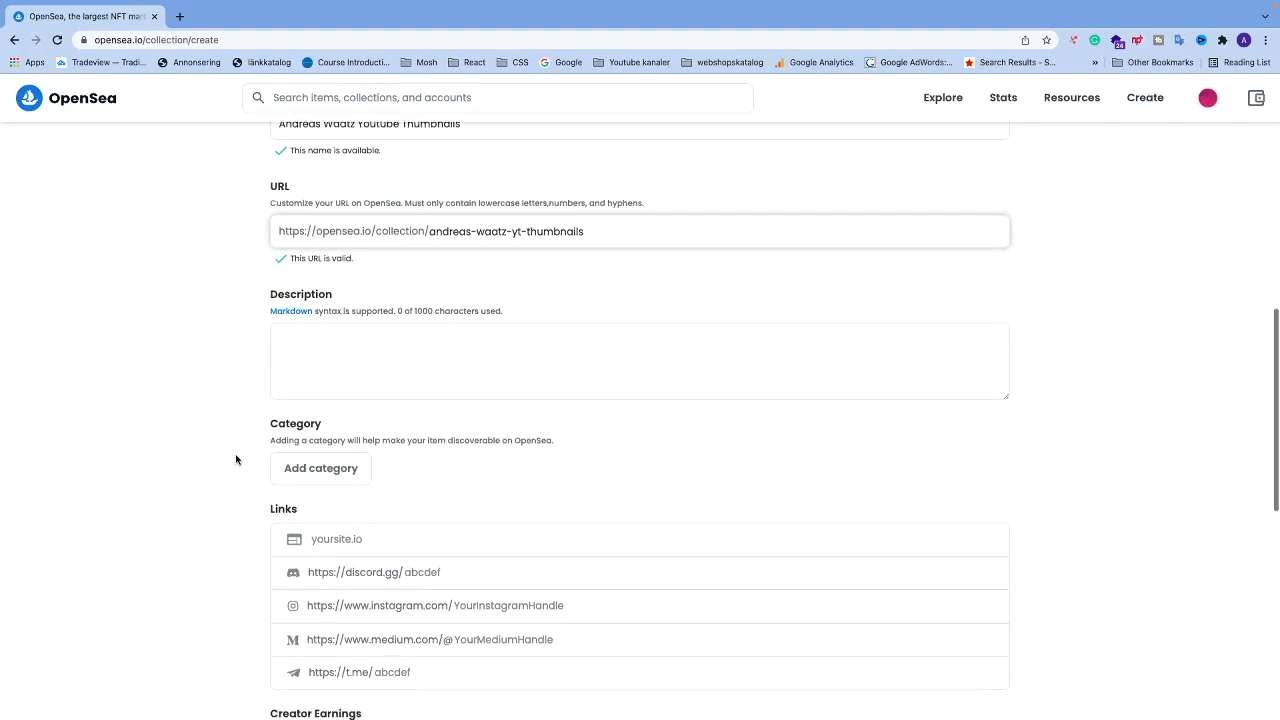 OpenSea, the largest NFT mar
opensea.io/collection/create
24
A
Apps
Tradeview – Tradi...
Annonsering
länkkatalog
Course Introducti...
Mosh
React
CSS
Google
Youtube kanaler
webshopskatalog
Google Analytics
Google AdWords:...
Search Registry - S...
»
Other Bookmarks
Reading List
OpenSea
Search items, collections, and accounts
Explore
Stats
Resources
Create
Andreas Waatz Youtube Thumbnails
This name is available.
URL
Customize your URL on OpenSea. Must only contain lowercase letters,numbers, and hyphens.
https://opensea.io/collection/andreas-waatz-yt-thumbnails
This URL is valid.
Description
Markdown syntax is supported. 0 of 1000 characters used.
Category
Adding a category will help make your item discoverable on OpenSea.
Add category
Links
yoursite.io
https://discord.gg/abcdef
https://www.instagram.com/YourInstagramHandle
https://www.medium.com/@YourMediumHandle
https://t.me/abcdef
Creator Earnings